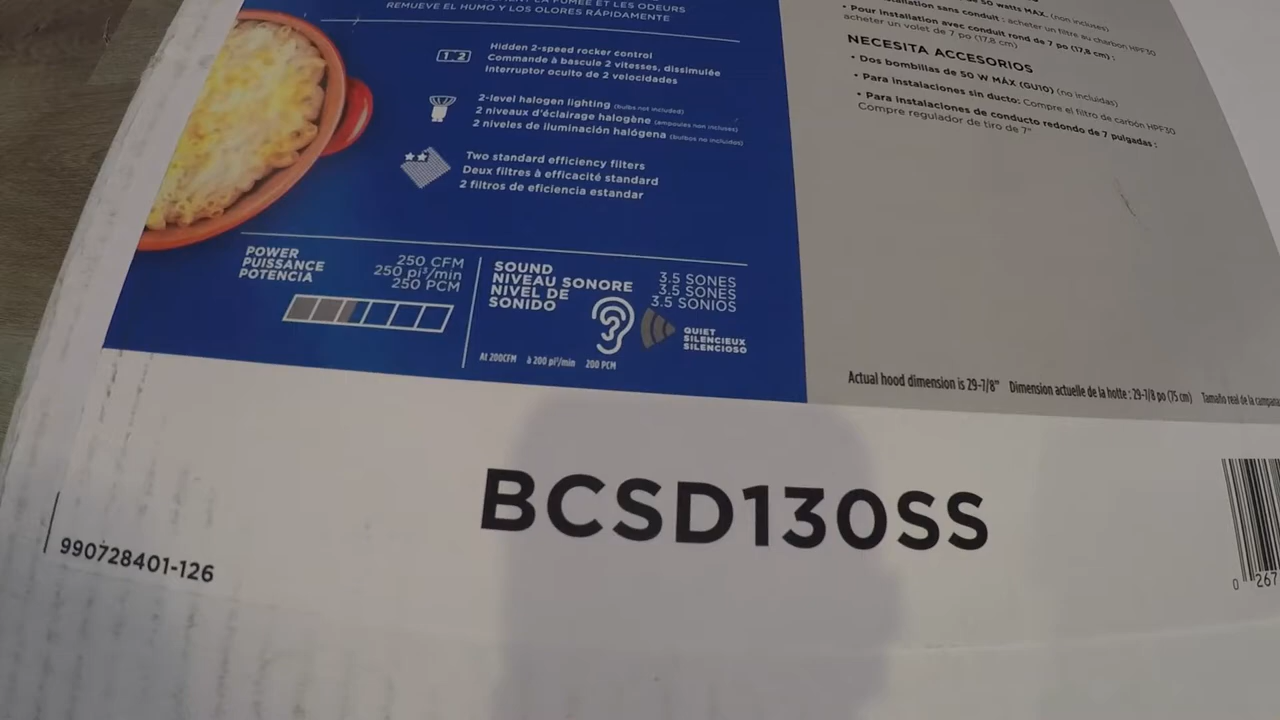 LA FUMÉE ET LES ODEURS
REMUEVE EL HUMO Y LOS OLORES RÁPIDAMENTE
1 2
Hidden 2-speed rocker control
Commande à bascule 2 vitesses, dissimulée
Interruptor oculto de 2 velocidades
2-level halogen lighting (bulbs not included)
2 niveaux d'éclairage halogène (ampoules non incluses)
2 niveles de iluminación halógena (bulbos no incluidos)
Two standard efficiency filters
Deux filtres à efficacité standard
2 filtros de eficiencia estandar
POWER
PUISSANCE
POTENCIA
250 CFM
250 pi³/min
250 PCM
SOUND
NIVEAU SONORE
NIVEL DE
SONIDO
3.5 SONES
3.5 SONES
3.5 SONIOS
QUIET
SILENCIEUX
SILENCIOSO
At 200CFM à 200 pi³/min 200 PCM
de 50 watts MAX. (non incluses)
sans conduit : acheter un filtre au charbon HPF30
• Pour installation avec conduit rond de 7 po (17,8 cm) :
acheter un volet de 7 po (17,8 cm)
NECESITA ACCESORIOS
• Dos bombillas de 50 W MÁX (GU10) (no incluidas)
• Para instalaciones sin ducto: Compre el filtro de carbón HPF30
• Para instalaciones de conducto redondo de 7 pulgadas :
Compre regulador de tiro de 7"
Actual hood dimension is 29-7/8" Dimension actuelle de la hotte : 29-7/8 po (75 cm) Tamaño real de la campana
BCSD130SS
990728401-126
0 267